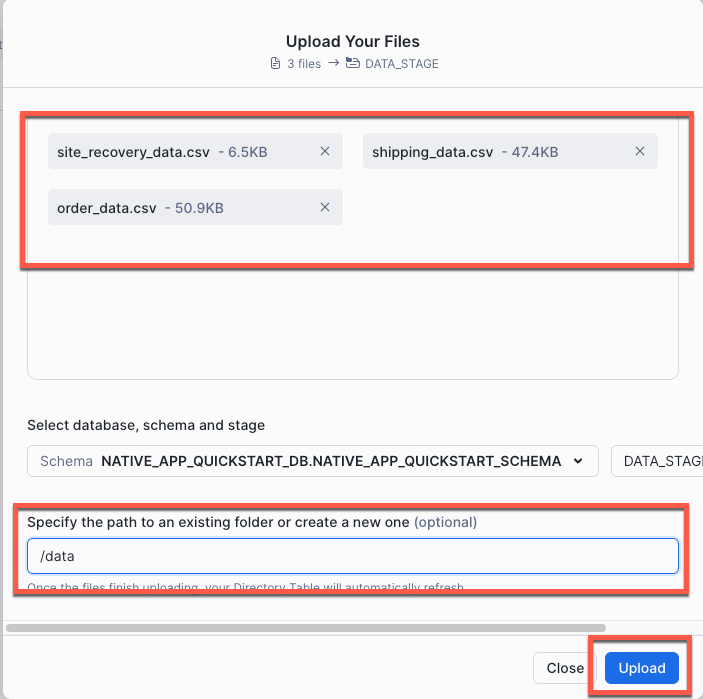 Upload Your Files
3 files → DATA_STAGE
site_recovery_data.csv - 6.5KB × shipping_data.csv - 47.4KB ×
order_data.csv - 50.9KB ×
Select database, schema and stage
Schema NATIVE_APP_QUICKSTART_DB.NATIVE_APP_QUICKSTART_SCHEMA DATA_STAG
Specify the path to an existing folder or create a new one (optional)
/data
Once the files finish uploading, your Directory Table will automatically refresh
Close Upload